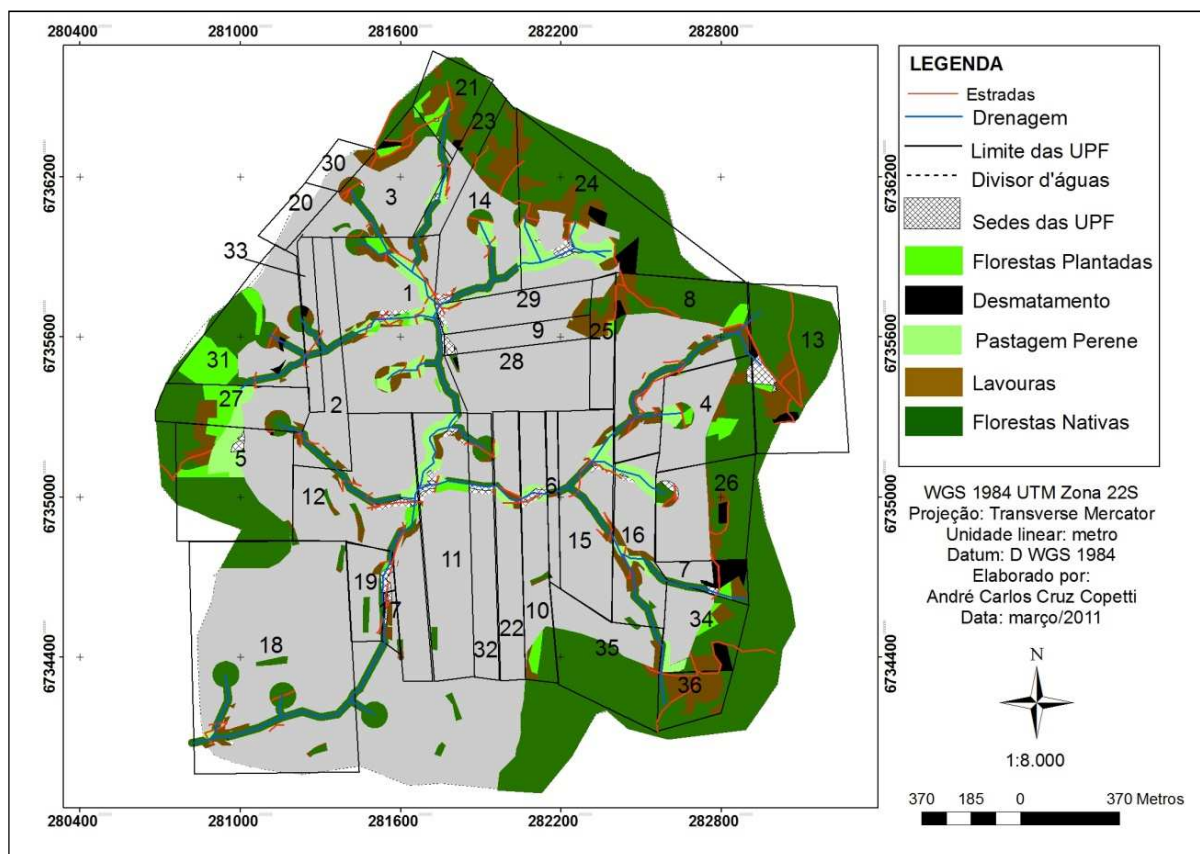 280400 281000 281600 282200 282800
6736200 6736200
6735600 6735600
6735000 6735000
6734400 6734400
21
23
30
24
20
3
14
33
1
29
8
9
25
13
31
28
27
2
4
5
12
6
26
11
15
16
10
7
19
7
22
34
18
32
35
36
280400 281000 281600 282200 282800
LEGENDA
Estradas
Drenagem
Limite das UPF
Divisor d'águas
Sedes das UPF
Florestas Plantadas
Desmatamento
Pastagem Perene
Lavouras
Florestas Nativas
WGS 1984 UTM Zona 22S
Projeção: Transverse Mercator
Unidade linear: metro
Datum: D WGS 1984
Elaborado por:
André Carlos Cruz Copetti
Data: março/2011
N
1:8.000
370 185 0 370 Metros